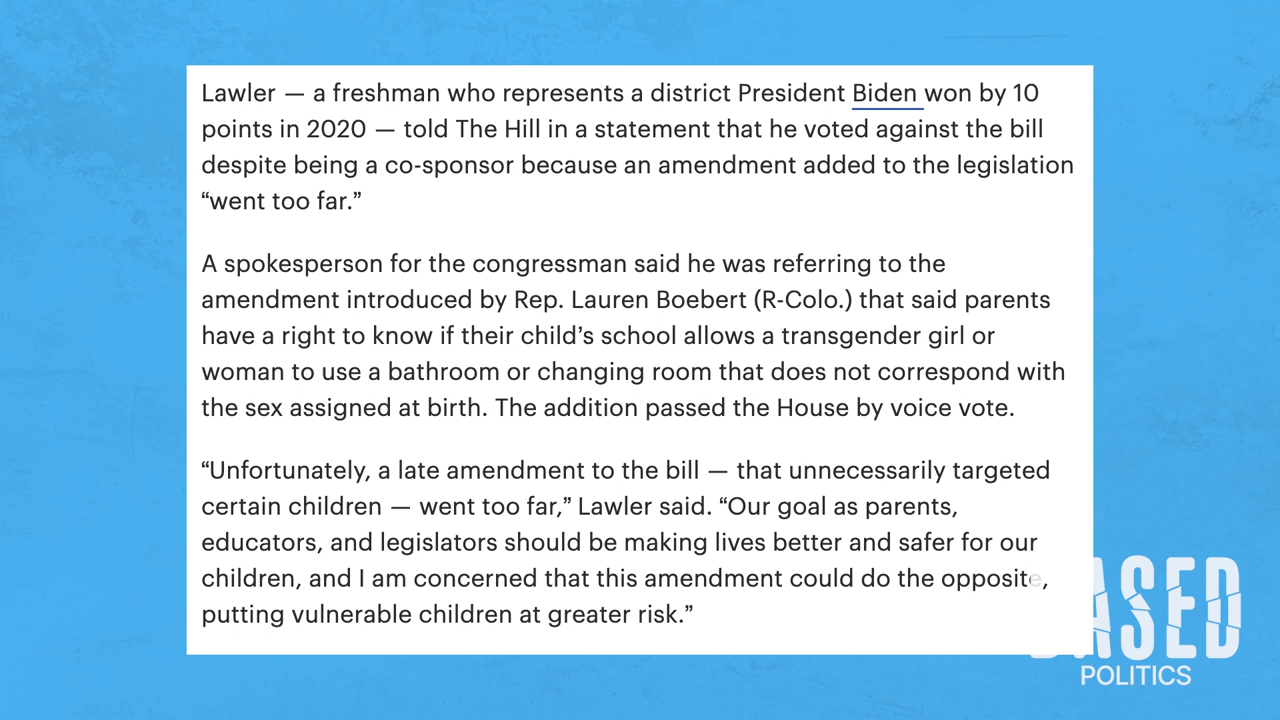 Lawler — a freshman who represents a district President Biden won by 10
points in 2020 — told The Hill in a statement that he voted against the bill
despite being a co-sponsor because an amendment added to the legislation
“went too far.”
A spokesperson for the congressman said he was referring to the
amendment introduced by Rep. Lauren Boebert (R-Colo.) that said parents
have a right to know if their child’s school allows a transgender girl or
woman to use a bathroom or changing room that does not correspond with
the sex assigned at birth. The addition passed the House by voice vote.
“Unfortunately, a late amendment to the bill — that unnecessarily targeted
certain children — went too far,” Lawler said. “Our goal as parents,
educators, and legislators should be making lives better and safer for our
children, and I am concerned that this amendment could do the opposite,
putting vulnerable children at greater risk.”
BASED
POLITICS